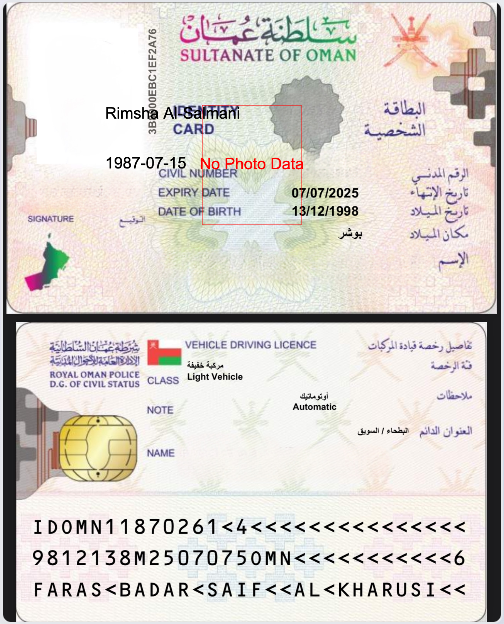 سلطنة عُمان
SULTANATE OF OMAN
Rimsha Al-Salmani
IDENTITY
CARD
البطاقة
الشخصية
1987-07-15
No Photo Data
CIVIL NUMBER
الرقم المدني
EXPIRY DATE 07/07/2025 تاريخ الإنتهاء
DATE OF BIRTH 13/12/1998 تاريخ الميلاد
SIGNATURE التوقيع
بوشر مكان الميلاد
الإسم
شرطة عمان السلطانية
الإدارة العامة للأحوال المدنية
ROYAL OMAN POLICE
D.G. OF CIVIL STATUS
VEHICLE DRIVING LICENCE تفاصيل رخصة قيادة المركبات
مركبة خفيفة فئة الرخصة
CLASS Light Vehicle
أوتوماتيك ملاحظات
NOTE Automatic
البطحاء / السويق العنوان الدائم
NAME
IDOMN11870261<4<<<<<<<<<<<<<<<
9812138M2507075OMN<<<<<<<<<<<6
FARAS<BADAR<SAIF<<AL<KHARUSI<<